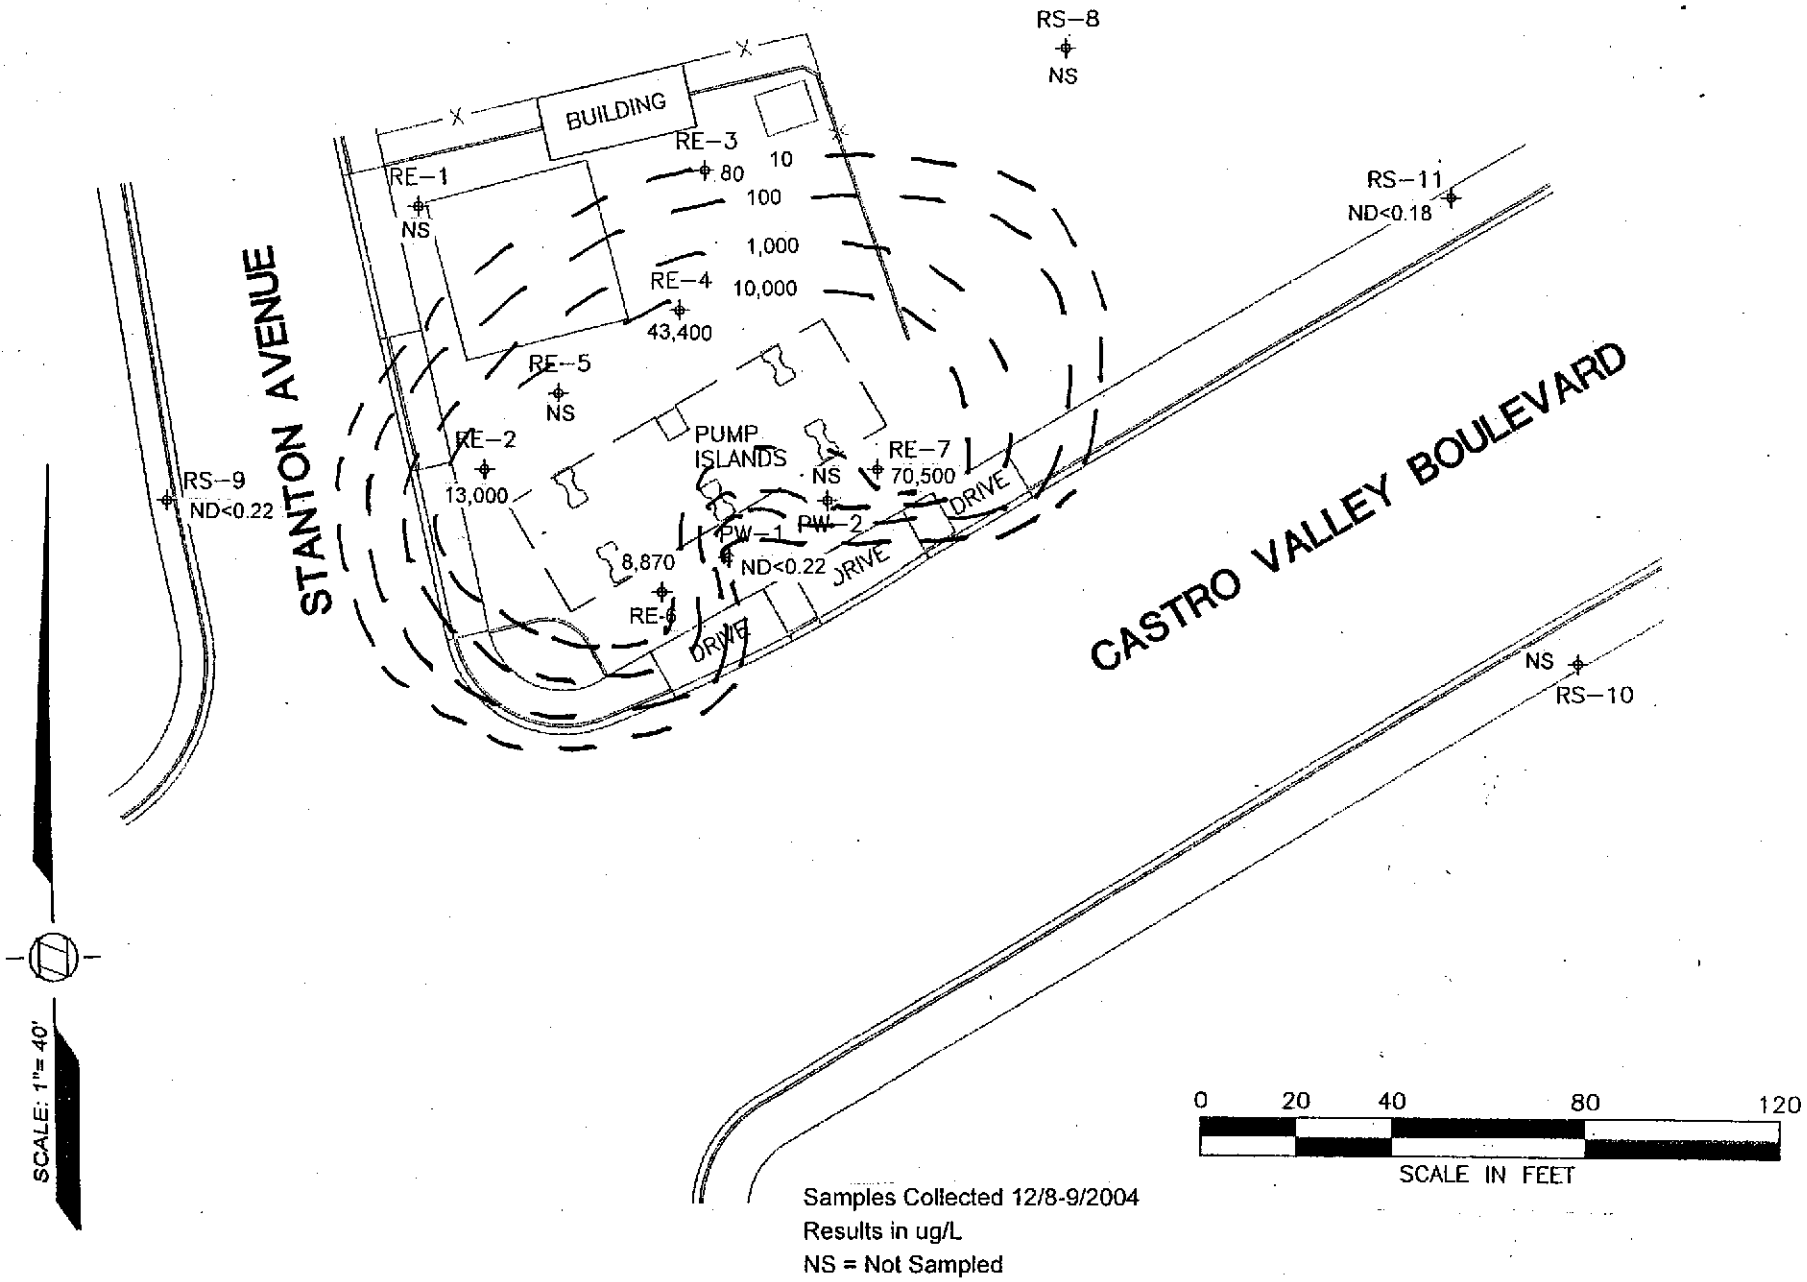 RS-8
NS
BUILDING
RE-3
80
10
RE-1
NS
100
RS-11
ND<0.18
1,000
RE-4
10,000
43,400
STANTON AVENUE
RE-5
NS
PUMP
ISLANDS
RE-2
13,000
RE-7
70,500
NS
PW-2
RS-9
ND<0.22
DRIVE
PW-1
ND<0.22
DRIVE
8,870
RE-6
DRIVE
CASTRO VALLEY BOULEVARD
NS
RS-10
SCALE: 1"= 40'
0 20 40 80 120
SCALE IN FEET
Samples Collected 12/8-9/2004
Results in ug/L
NS = Not Sampled